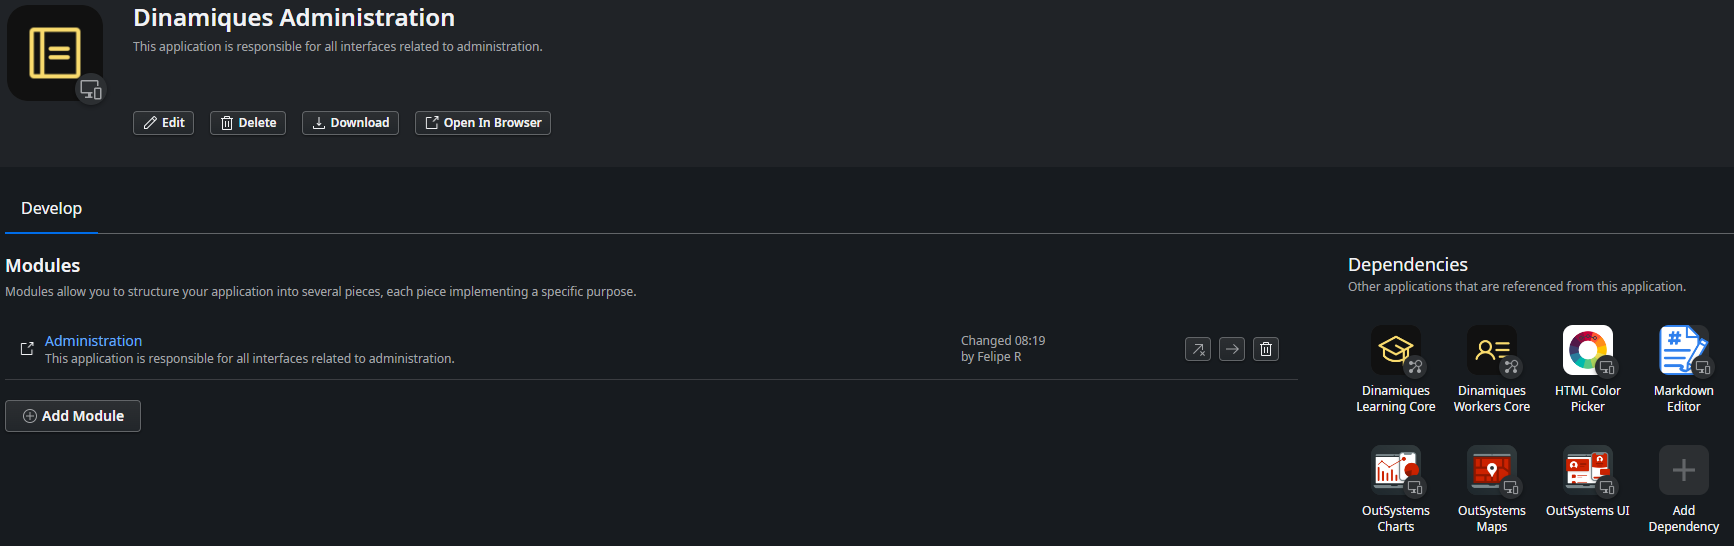 Dinamiques Administration
This application is responsible for all interfaces related to administration.
Edit
Delete
Download
Open In Browser
Develop
Modules
Modules allow you to structure your application into several pieces, each piece implementing a specific purpose.
Administration
This application is responsible for all interfaces related to administration.
Changed 08:19
by Felipe R
Add Module
Dependencies
Other applications that are referenced from this application.
Dinamiques
Learning Core
Dinamiques
Workers Core
HTML Color
Picker
#
Markdown
Editor
OutSystems
Charts
OutSystems
Maps
OutSystems UI
Add
Dependency